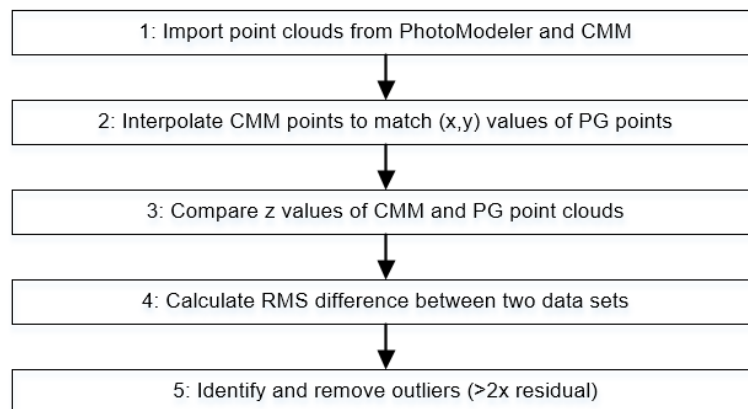 1: Import point clouds from PhotoModeler and CMM
2: Interpolate CMM points to match (x,y) values of PG points
3: Compare z values of CMM and PG point clouds
4: Calculate RMS difference between two data sets
5: Identify and remove outliers (>2x residual)